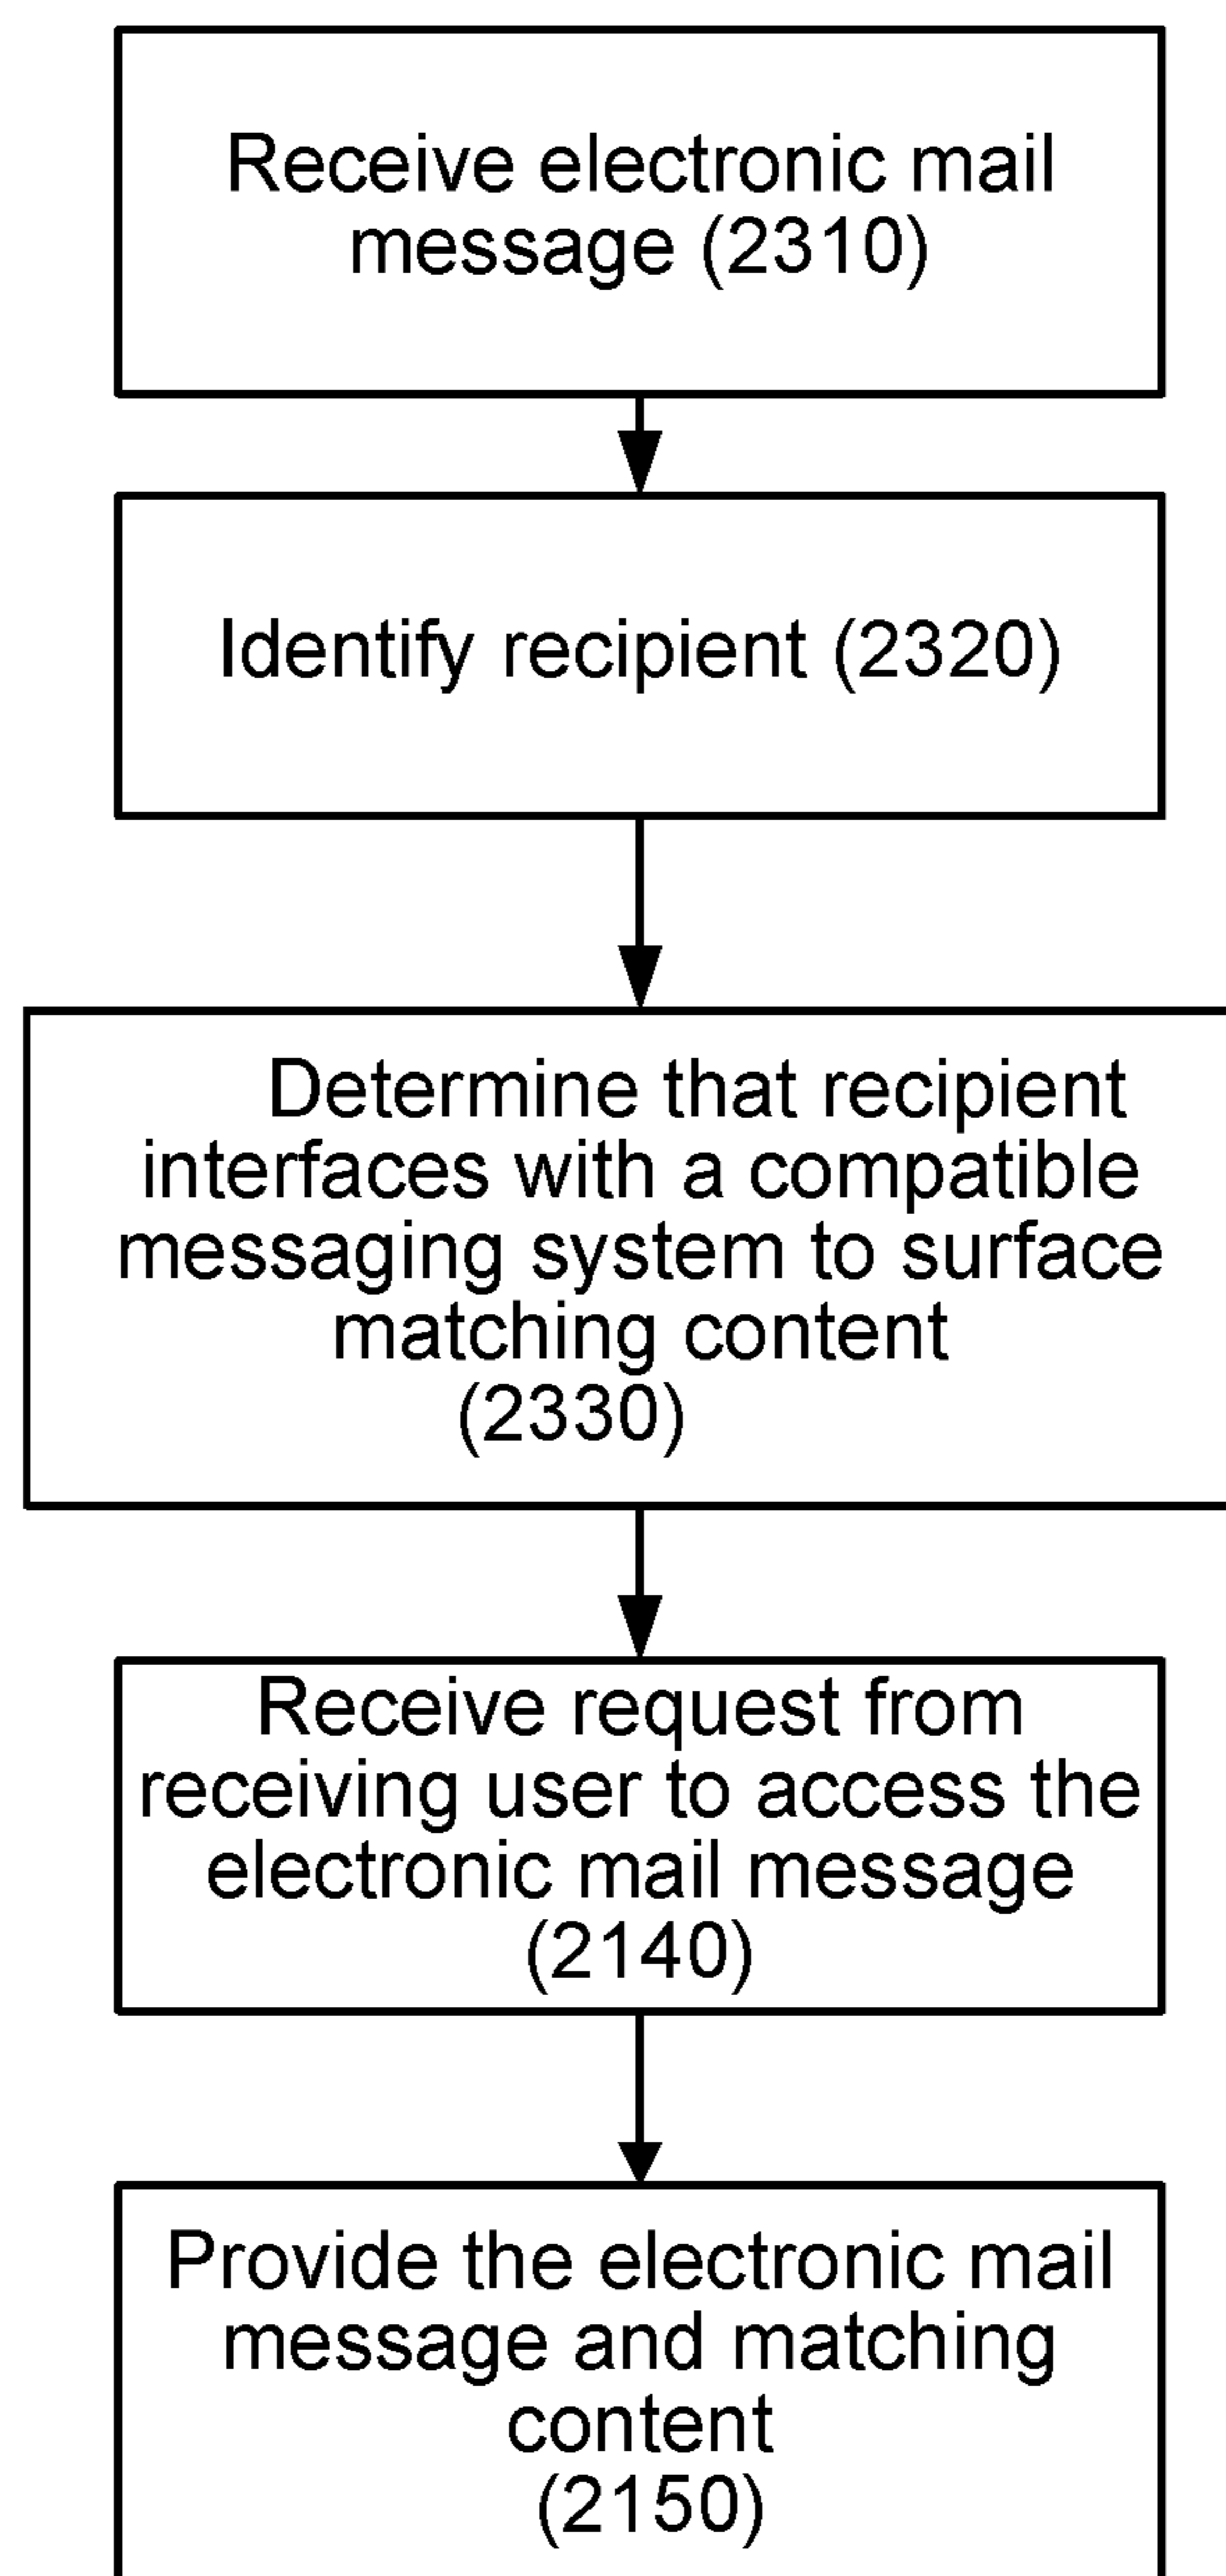 Receive electronic mail
message (2310)
Identify recipient (2320)
Determine that recipient
interfaces with a compatible
messaging system to surface
matching content
(2330)
Receive request from
receiving user to access the
electronic mail message
(2140)
Provide the electronic mail
message and matching
content
(2150)